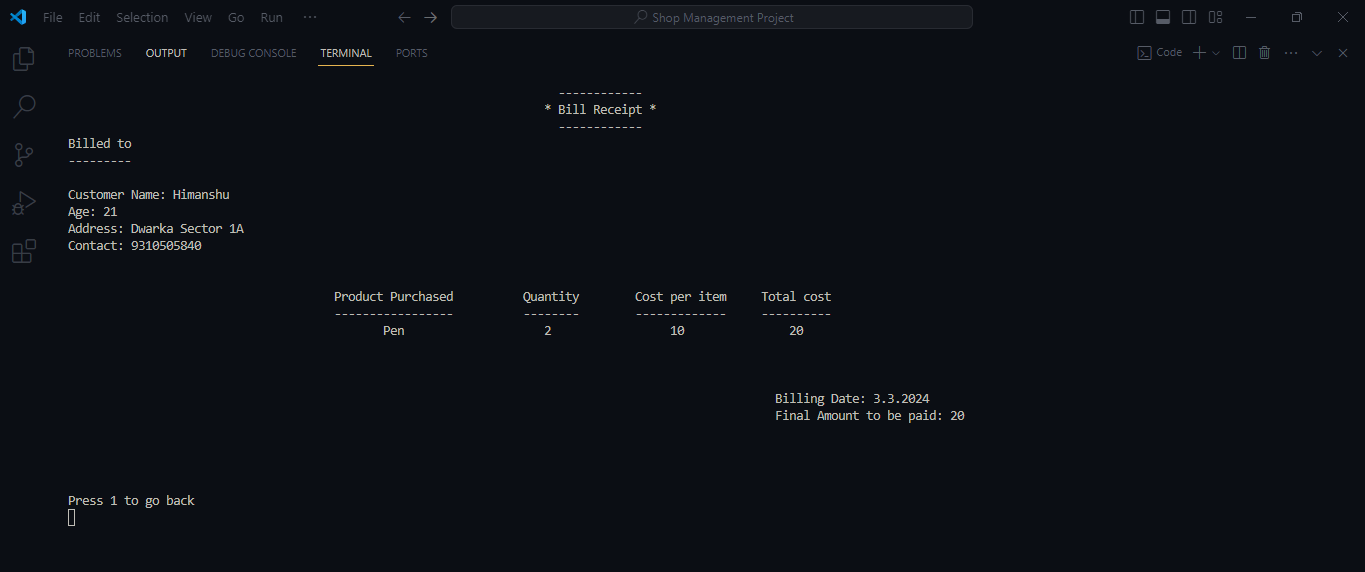 File Edit Selection View Go Run ··· Shop Management Project
PROBLEMS OUTPUT DEBUG CONSOLE TERMINAL PORTS Code
------------
* Bill Receipt *
------------
Billed to
---------
Customer Name: Himanshu
Age: 21
Address: Dwarka Sector 1A
Contact: 9310505840
Product Purchased Quantity Cost per item Total cost
----------------- -------- ------------- ----------
Pen 2 10 20
Billing Date: 3.3.2024
Final Amount to be paid: 20
Press 1 to go back